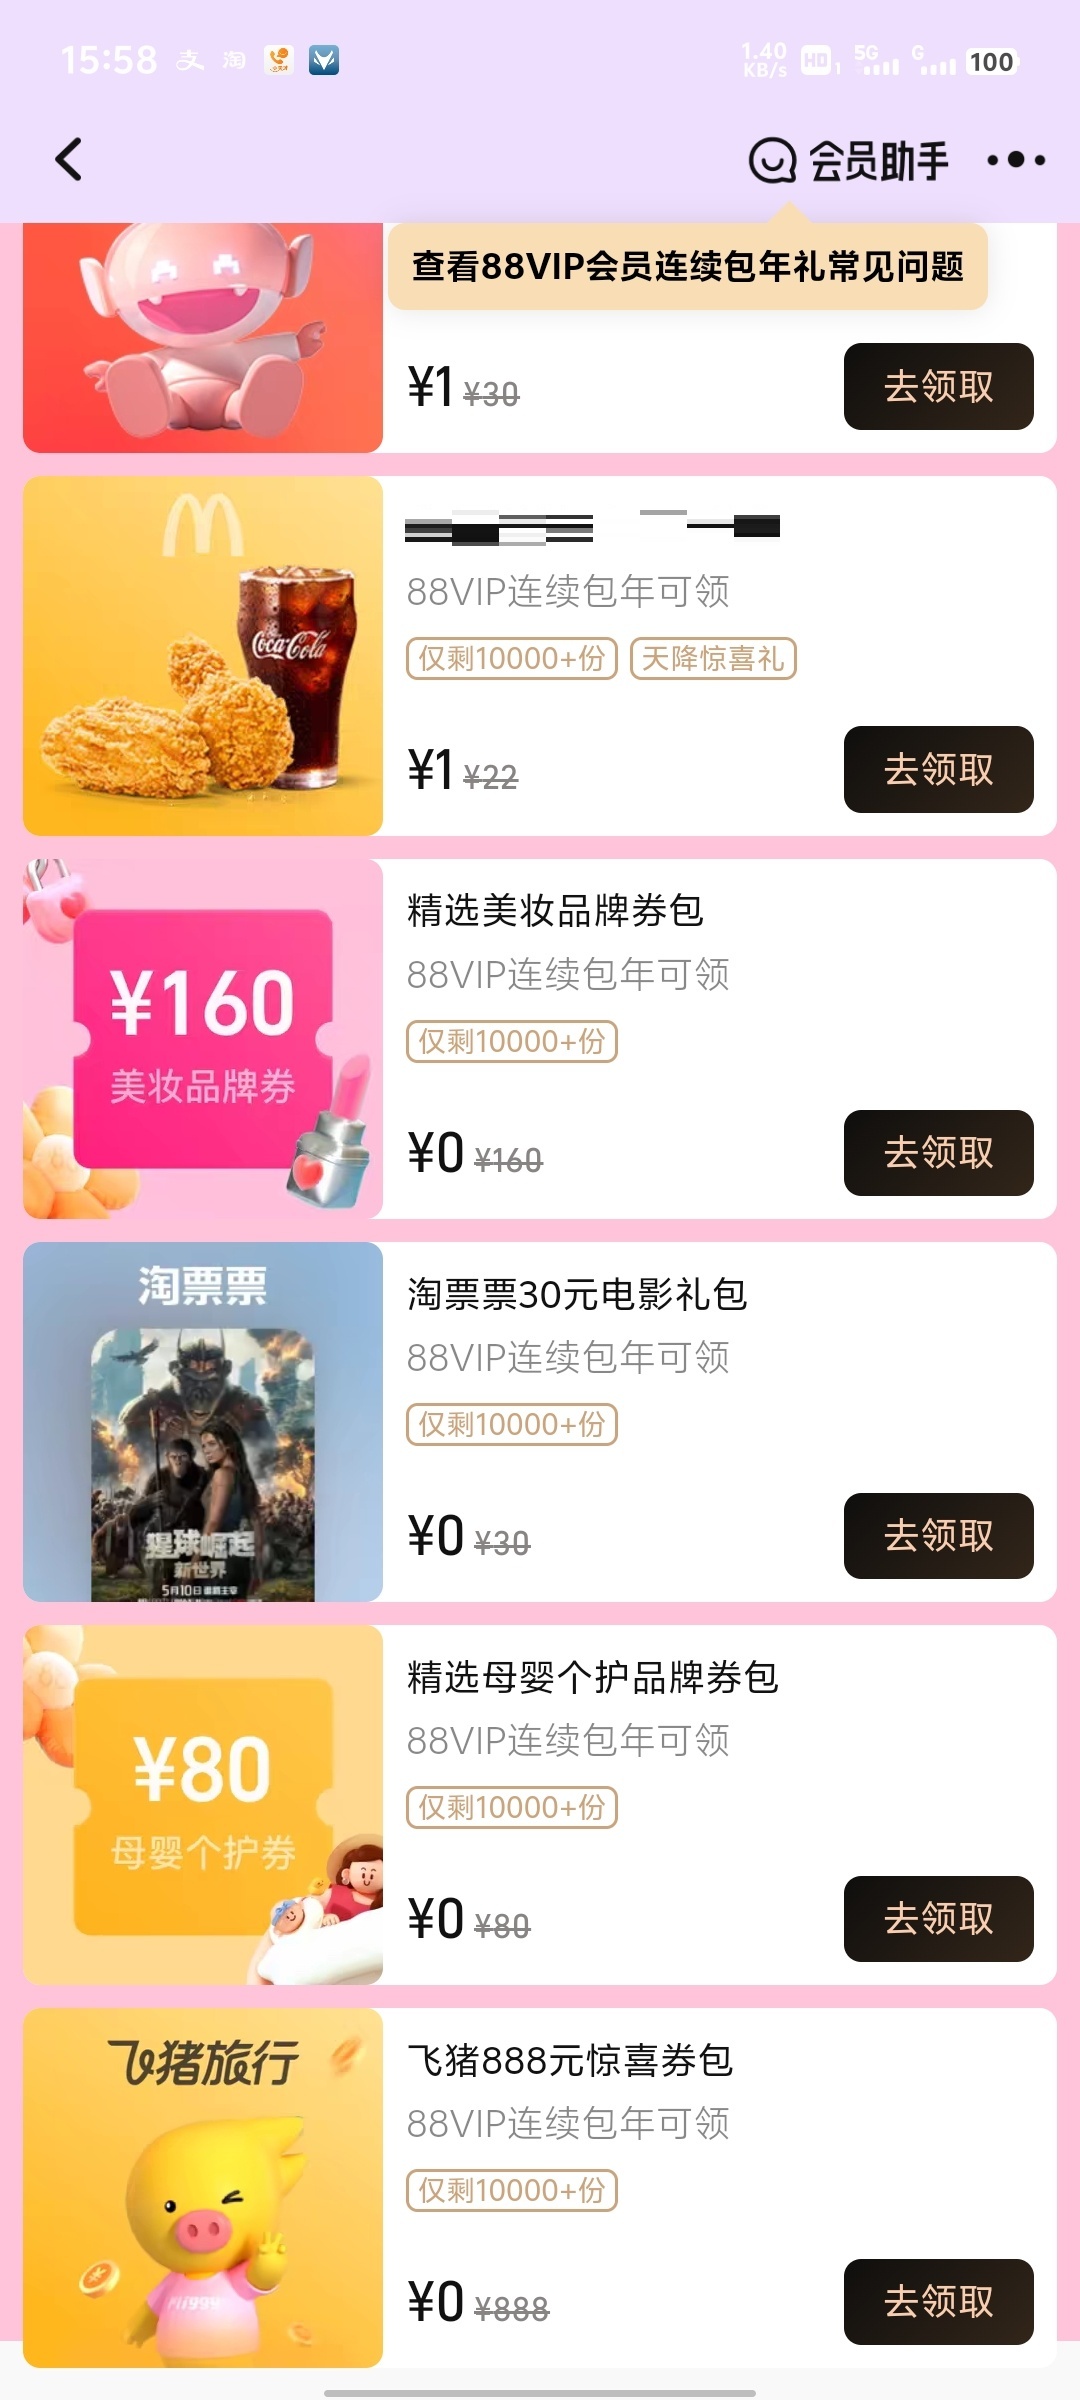 15:58
支 淘
1.40 KB/s HD 1 5G G 100
会员助手
查看88VIP会员连续包年礼常见问题
¥1 ¥30
去领取
Coca-Cola
88VIP连续包年可领
仅剩10000+份 天降惊喜礼
¥1 ¥22
去领取
¥160
美妆品牌券
精选美妆品牌券包
88VIP连续包年可领
仅剩10000+份
¥0 ¥160
去领取
淘票票
猩球崛起
新世界
5月10日
淘票票30元电影礼包
88VIP连续包年可领
仅剩10000+份
¥0 ¥30
去领取
¥80
母婴个护券
精选母婴个护品牌券包
88VIP连续包年可领
仅剩10000+份
¥0 ¥80
去领取
飞猪旅行
Fliggy
飞猪888元惊喜券包
88VIP连续包年可领
仅剩10000+份
¥0 ¥888
去领取